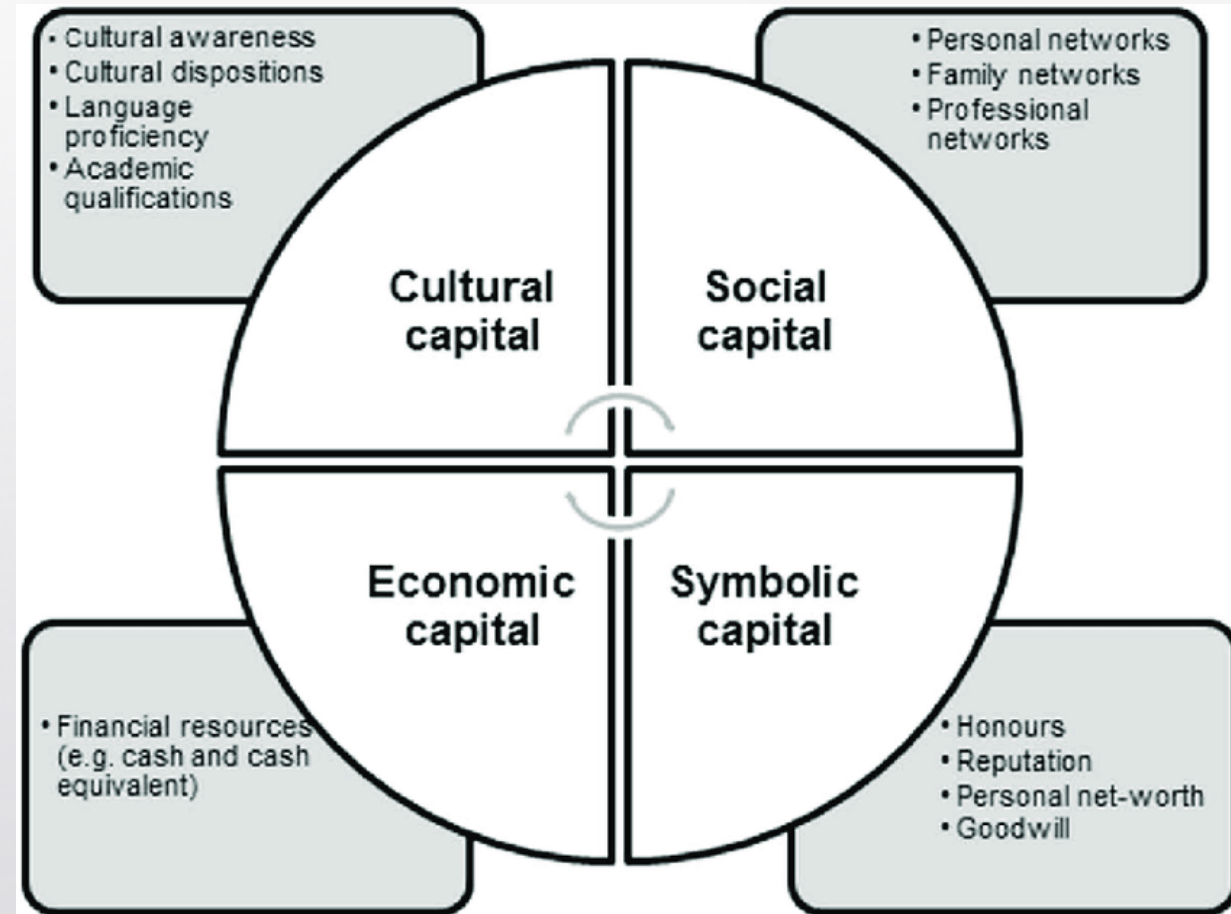 • Cultural awareness
• Cultural dispositions
• Language
proficiency
• Academic
qualifications
• Personal networks
• Family networks
• Professional
networks
Cultural
capital
Social
capital
Economic
capital
Symbolic
capital
• Financial resources
(e.g. cash and cash
equivalent)
• Honours
• Reputation
• Personal net-worth
• Goodwill